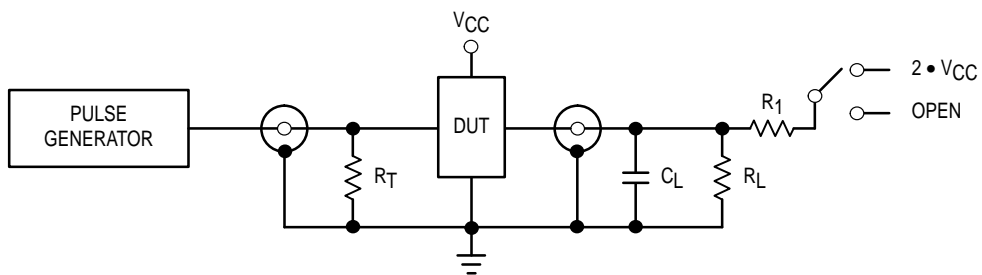 VCC
PULSE
GENERATOR
DUT
RT
CL
RL
R1
2 • VCC
OPEN